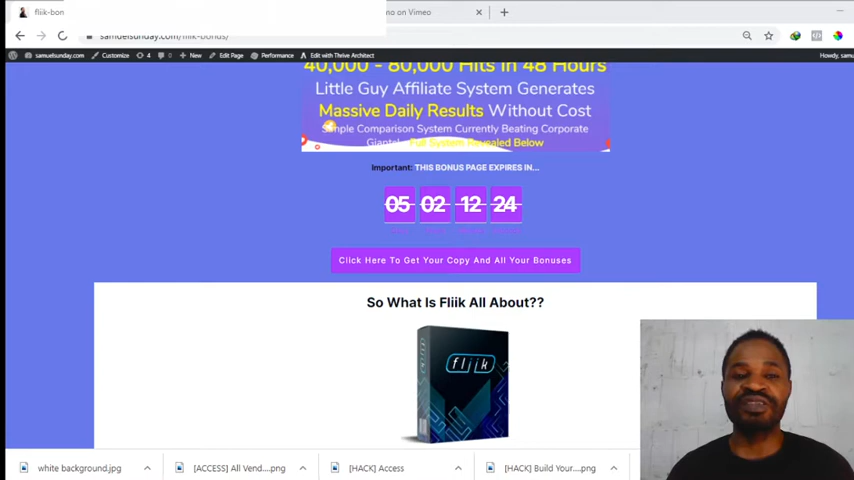 fliik-bon
no on Vimeo
samuelsunday.com/fliik-bonus/
samuelsunday.com Customize 4 0 New Edit Page Performance Edit with Thrive Architect Howdy, samu
40,000 - 80,000 Hits In 48 Hours
Little Guy Affiliate System Generates
Massive Daily Results Without Cost
Simple Comparison System Currently Beating Corporate
Giants! Full System Revealed Below
Important: THIS BONUS PAGE EXPIRES IN...
05 02 12 24
Click Here To Get Your Copy And All Your Bonuses
So What Is Fliik All About??
fliik
fliik
white background.jpg
[ACCESS] All Vend....png
[HACK] Access
[HACK] Build Your....png